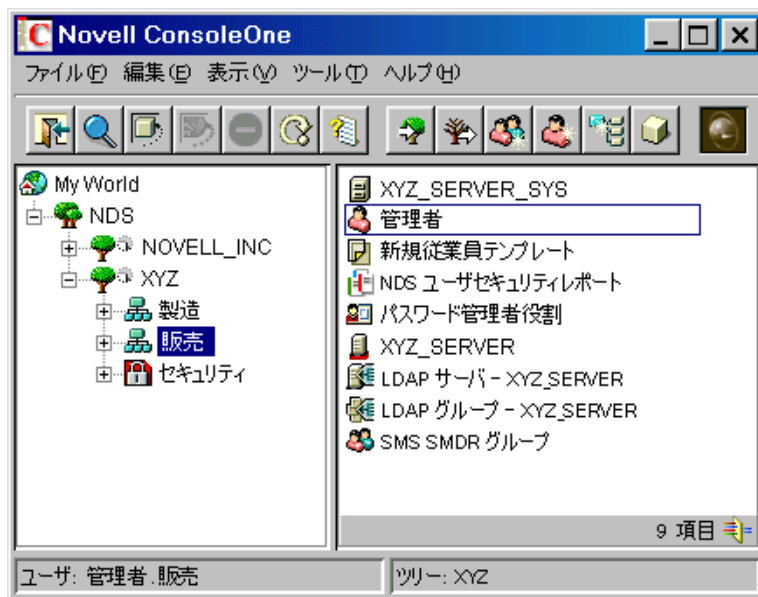 Novell ConsoleOne
ファイル(F) 編集(E) 表示(V) ツール(T) ヘルプ(H)
My World
NDS
NOVELL_INC
XYZ
製造
販売
セキュリティ
XYZ_SERVER_SYS
管理者
新規従業員テンプレート
NDS ユーザセキュリティレポート
パスワード管理者役割
XYZ_SERVER
LDAP サーバ - XYZ_SERVER
LDAP グループ - XYZ_SERVER
SMS SMDR グループ
9 項目
ユーザ: 管理者.販売
ツリー: XYZ